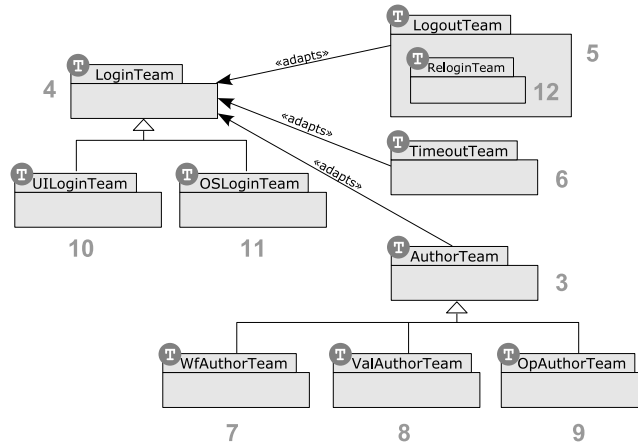 T LogoutTeam
5
T LoginTeam
4
«adapts»
T ReloginTeam
12
«adapts»
T TimeoutTeam
6
«adapts»
T UILoginTeam
10
T OSLoginTeam
11
T AuthorTeam
3
T WfAuthorTeam
7
T ValAuthorTeam
8
T OpAuthorTeam
9